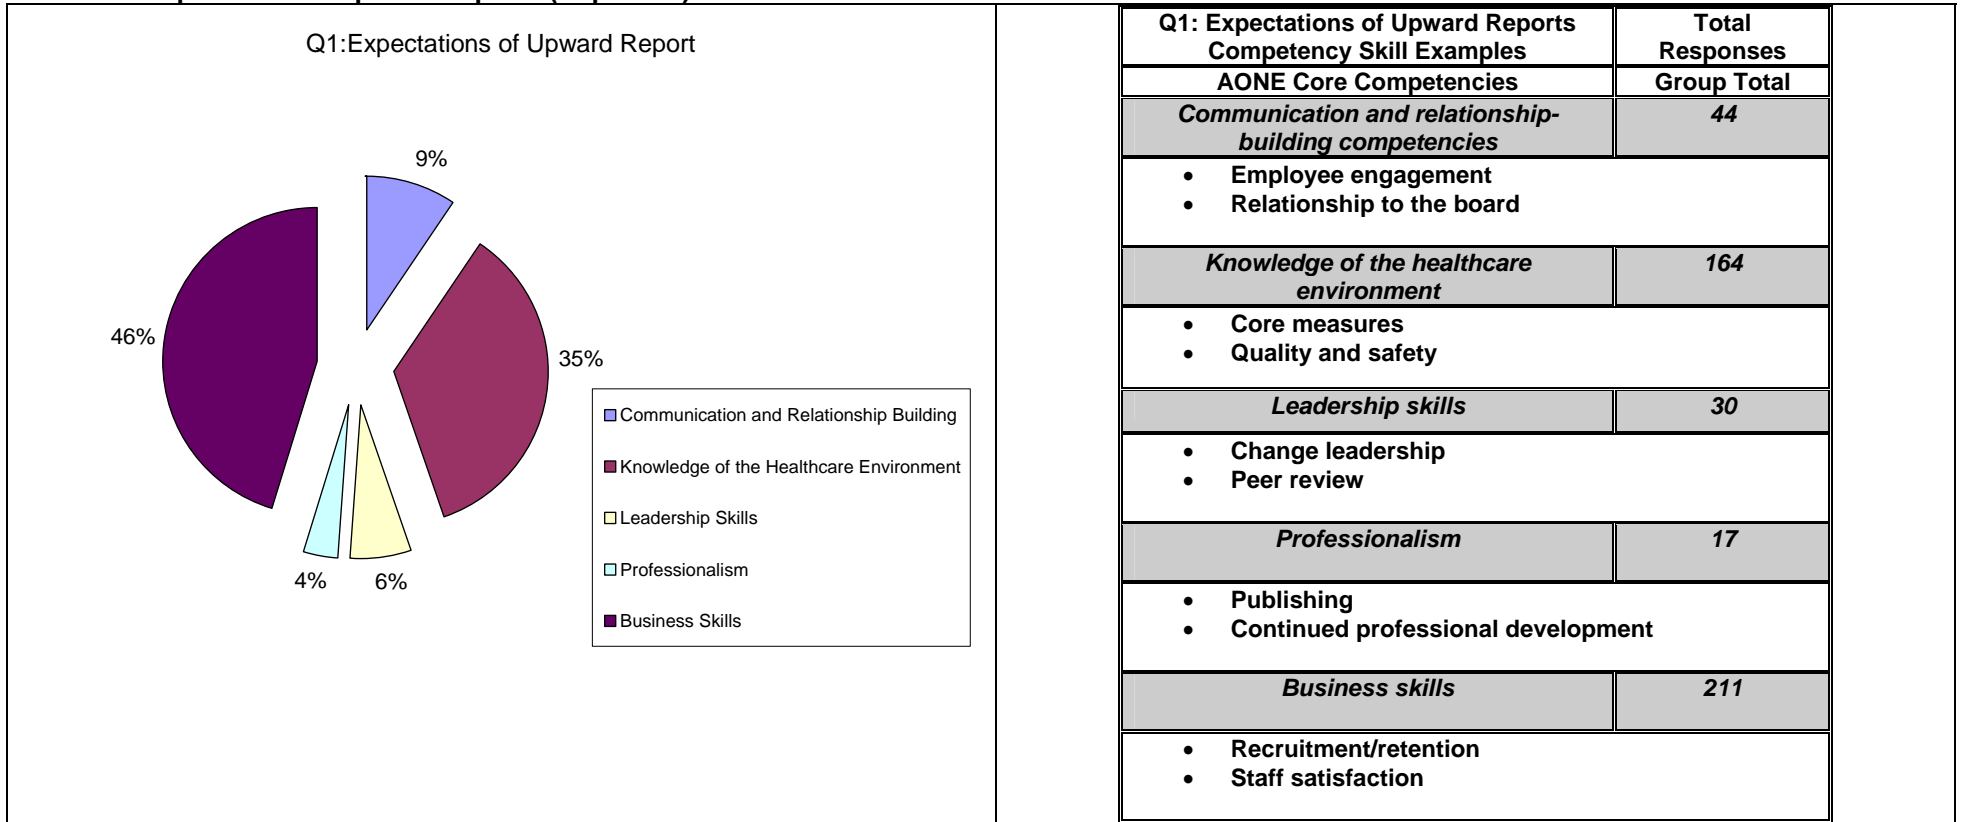 Q1:Expectations of Upward Report
9%
46%
35%
4%
6%
Communication and Relationship Building
Knowledge of the Healthcare Environment
Leadership Skills
Professionalism
Business Skills
Q1: Expectations of Upward Reports
Competency Skill Examples
Total
Responses
AONE Core Competencies
Group Total
Communication and relationship-
building competencies
44
• Employee engagement
• Relationship to the board
Knowledge of the healthcare
environment
164
• Core measures
• Quality and safety
Leadership skills
30
• Change leadership
• Peer review
Professionalism
17
• Publishing
• Continued professional development
Business skills
211
• Recruitment/retention
• Staff satisfaction